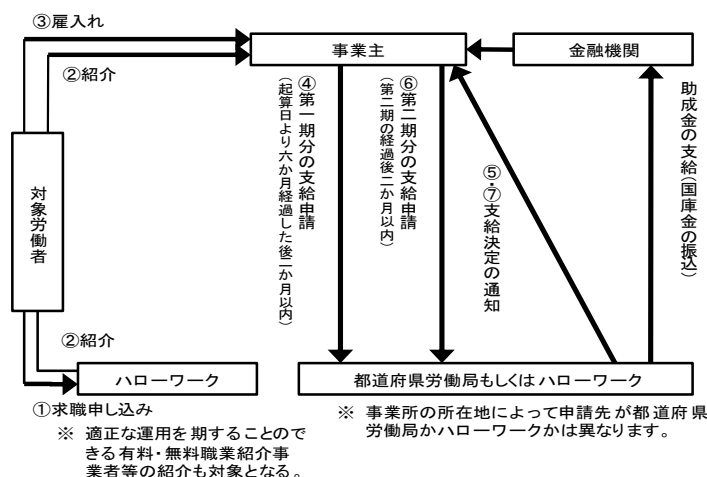 ③雇入れ
事業主
金融機関
②紹介
④第一期分の支給申請
(起算日より六か月経過した後二か月以内)
⑥第二期分の支給申請
(第二期の経過後二か月以内)
⑤・⑦支給決定の通知
助成金の支給(国庫金の振込)
対象労働者
②紹介
ハローワーク
都道府県労働局もしくはハローワーク
①求職申し込み
※ 適正な運用を期することので
きる有料・無料職業紹介事
業者等の紹介も対象となる。
※ 事業所の所在地によって申請先が都道府県
労働局かハローワークかは異なります。